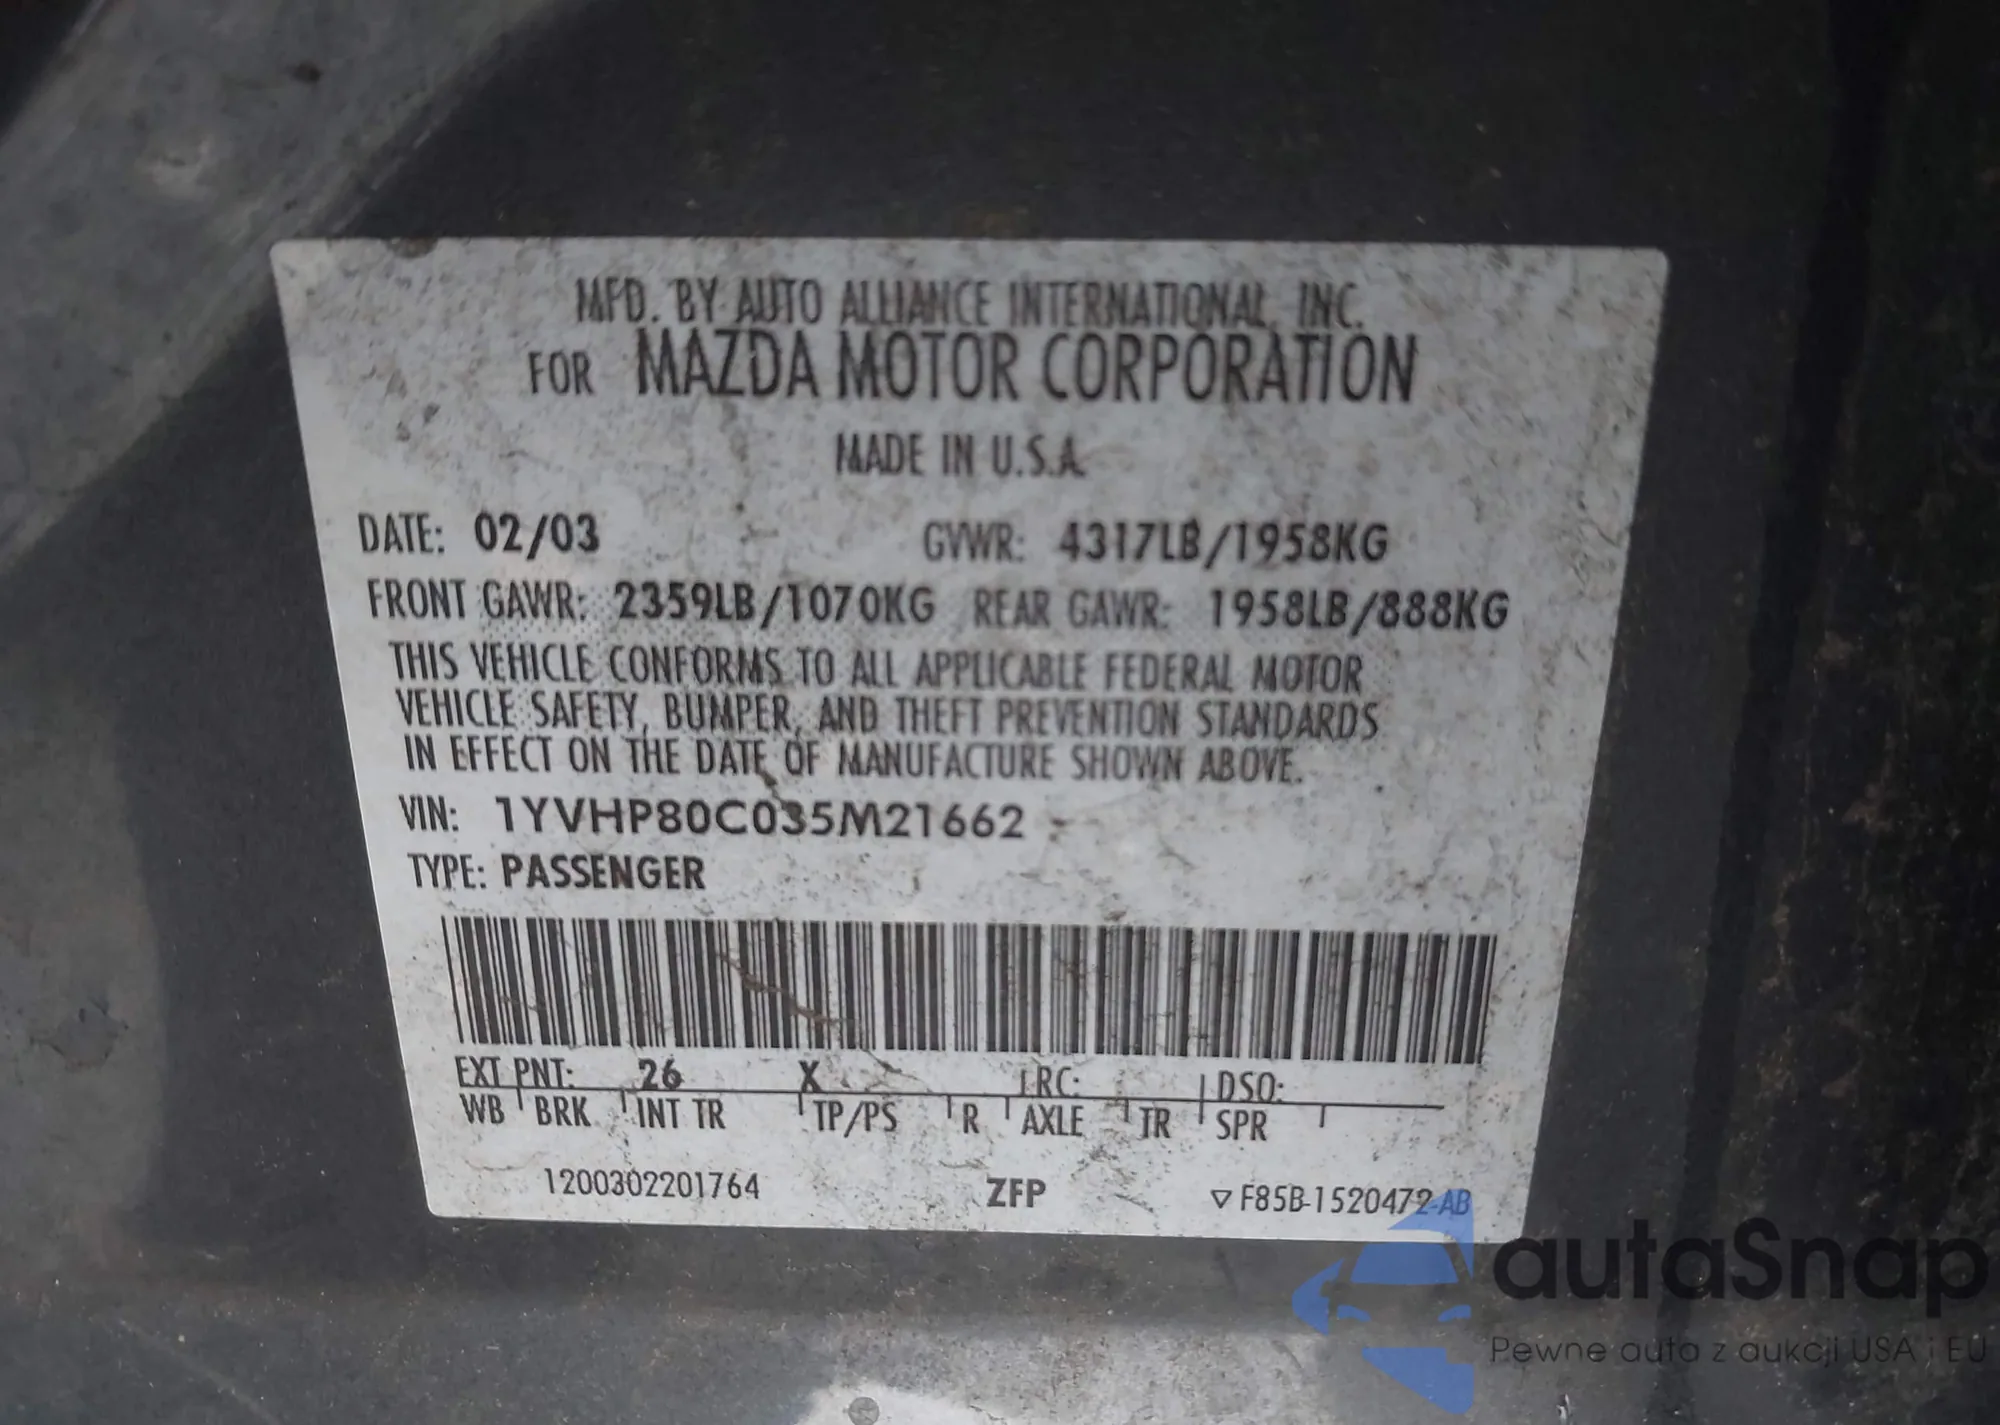 MFD. BY AUTO ALLIANCE INTERNATIONAL, INC.
FOR MAZDA MOTOR CORPORATION
MADE IN U.S.A.
DATE: 02/03 GVWR: 4317LB/1958KG
FRONT GAWR: 2359LB/1070KG REAR GAWR: 1958LB/888KG
THIS VEHICLE CONFORMS TO ALL APPLICABLE FEDERAL MOTOR
VEHICLE SAFETY, BUMPER, AND THEFT PREVENTION STANDARDS
IN EFFECT ON THE DATE OF MANUFACTURE SHOWN ABOVE.
VIN: 1YVHP80C035M21662
TYPE: PASSENGER
EXT PNT: 26 X RC: DSO:
WB BRK INT TR TP/PS R AXLE TR SPR
1200302201764 ZFP ▽ F85B-1520472-AB
autaSnap
Pewne auta z aukcji USA i EU